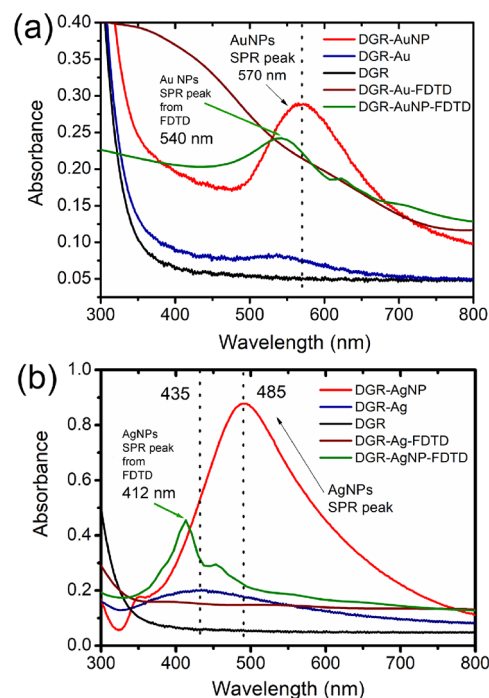 (a)
AuNPs
SPR peak
570 nm
Au NPs
SPR peak
from
FDTD
540 nm
DGR-AuNP
DGR-Au
DGR
DGR-Au-FDTD
DGR-AuNP-FDTD
Absorbance
0.40
0.35
0.30
0.25
0.20
0.15
0.10
0.05
300 400 500 600 700 800
Wavelength (nm)
(b)
435
485
AgNPs
SPR peak
from
FDTD
412 nm
DGR-AgNP
DGR-Ag
DGR
DGR-Ag-FDTD
DGR-AgNP-FDTD
AgNPs
SPR peak
Absorbance
1.0
0.8
0.6
0.4
0.2
0.0
300 400 500 600 700 800
Wavelength (nm)